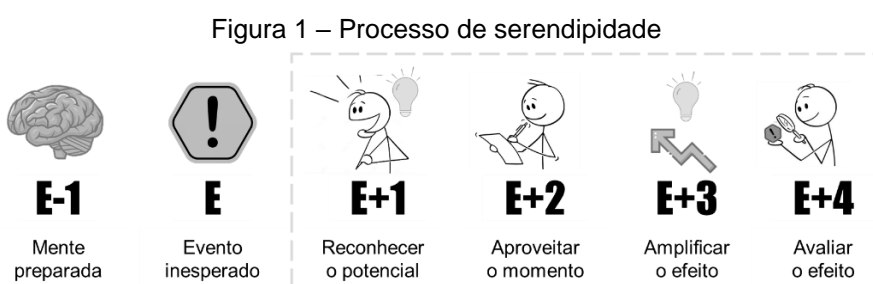 Figura 1 – Processo de serendipidade
E-1
E
E+1
E+2
E+3
E+4
Mente
preparada
Evento
inesperado
Reconhecer
o potencial
Aproveitar
o momento
Amplificar
o efeito
Avaliar
o efeito